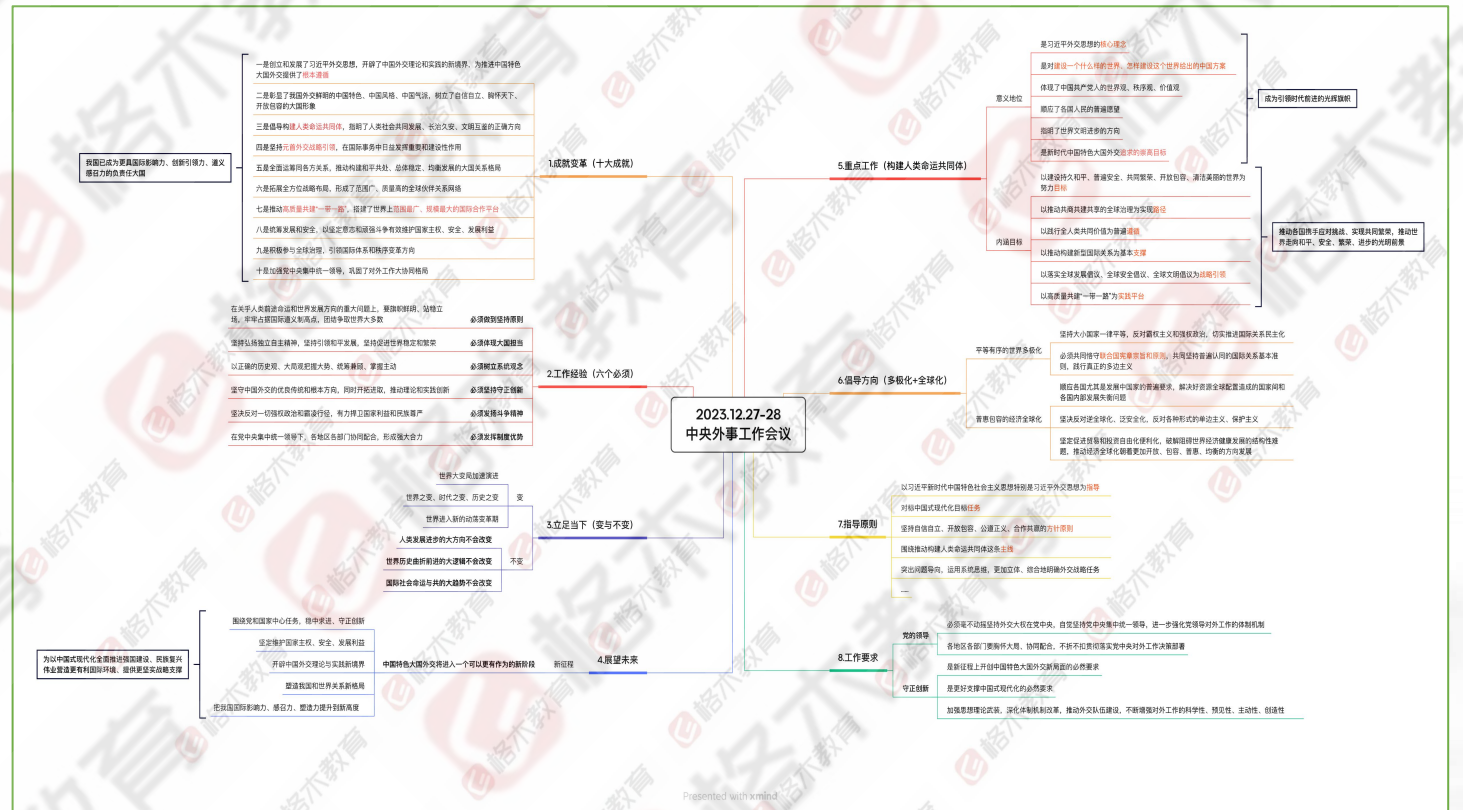 2023.12.27-28
中央外事工作会议
1.成就变革（十大成就）
一是创立和发展了习近平外交思想，开辟了中国外交理论和实践的新境界，为推进中国特色
大国外交提供了根本遵循
二是彰显了我国外交鲜明的中国特色、中国风格、中国气派，树立了自信自立、胸怀天下、
开放包容的大国形象
三是倡导构建人类命运共同体，指明了人类社会共同发展、长治久安、文明互鉴的正确方向
四是坚持元首外交战略引领，在国际事务中日益发挥重要和建设性作用
五是全面运筹同各方关系，推动构建和平共处、总体稳定、均衡发展的大国关系格局
六是拓展全方位战略布局，形成了范围广、质量高的全球伙伴关系网络
七是推动高质量共建“一带一路”，搭建了世界上范围最广、规模最大的国际合作平台
八是统筹发展和安全，以坚定意志和顽强斗争有效维护国家主权、安全、发展利益
九是积极参与全球治理，引领国际体系和秩序变革方向
十是加强党中央集中统一领导，巩固了对外工作大协同格局
我国已成为更具国际影响力、创新引领力、道义
感召力的负责任大国
2.工作经验（六个必须）
在关乎人类前途命运和世界发展方向的重大问题上，要旗帜鲜明、站稳立
场，牢牢占据国际道义制高点，团结争取世界大多数
必须做到坚持原则
坚持弘扬独立自主精神，坚持引领和平发展，坚持促进世界稳定和繁荣
必须体现大国担当
以正确的历史观、大局观把握大势、统筹兼顾、掌握主动
必须树立系统观念
坚守中国外交的优良传统和根本方向，同时开拓进取，推动理论和实践创新
必须坚持守正创新
坚决反对一切强权政治和霸凌行径，有力捍卫国家利益和民族尊严
必须发扬斗争精神
在党中央集中统一领导下，各地区各部门协同配合，形成强大合力
必须发挥制度优势
3.立足当下（变与不变）
变
世界大变局加速演进
世界之变、时代之变、历史之变
世界进入新的动荡变革期
不变
人类发展进步的大方向不会改变
世界历史曲折前进的大逻辑不会改变
国际社会命运与共的大趋势不会改变
4.展望未来
新征程
中国特色大国外交将进入一个可以更有作为的新阶段
围绕党和国家中心任务，稳中求进、守正创新
坚定维护国家主权、安全、发展利益
开辟中国外交理论与实践新境界
塑造我国和世界关系新格局
把我国国际影响力、感召力、塑造力提升到新高度
为以中国式现代化全面推进强国建设、民族复兴
伟业营造更有利国际环境、提供更坚实战略支撑
5.重点工作（构建人类命运共同体）
意义地位
是习近平外交思想的核心理念
是对建设一个什么样的世界、怎样建设这个世界给出的中国方案
体现了中国共产党人的世界观、秩序观、价值观
顺应了各国人民的普遍愿望
指明了世界文明进步的方向
是新时代中国特色大国外交追求的崇高目标
成为引领时代前进的光辉旗帜
内涵目标
以建设持久和平、普遍安全、共同繁荣、开放包容、清洁美丽的世界为
努力目标
以推动共商共建共享的全球治理为实现路径
以践行全人类共同价值为普遍遵循
以推动构建新型国际关系为基本支撑
以落实全球发展倡议、全球安全倡议、全球文明倡议为战略引领
以高质量共建“一带一路”为实践平台
推动各国携手应对挑战、实现共同繁荣，推动世
界走向和平、安全、繁荣、进步的光明前景
6.倡导方向（多极化+全球化）
平等有序的世界多极化
坚持大小国家一律平等，反对霸权主义和强权政治，切实推进国际关系民主化
必须共同恪守联合国宪章宗旨和原则，共同坚持普遍认同的国际关系基本准
则，践行真正的多边主义
普惠包容的经济全球化
顺应各国尤其是发展中国家的普遍要求，解决好资源全球配置造成的国家间和
各国内部发展失衡问题
坚决反对逆全球化、泛安全化，反对各种形式的单边主义、保护主义
坚定促进贸易和投资自由化便利化，破解阻碍世界经济健康发展的结构性难
题，推动经济全球化朝着更加开放、包容、普惠、均衡的方向发展
7.指导原则
以习近平新时代中国特色社会主义思想特别是习近平外交思想为指导
对标中国式现代化目标任务
坚持自信自立、开放包容、公道正义、合作共赢的方针原则
围绕推动构建人类命运共同体这条主线
突出问题导向，运用系统思维，更加立体、综合地明确外交战略任务
……
8.工作要求
党的领导
必须毫不动摇坚持外交大权在党中央，自觉坚持党中央集中统一领导，进一步强化党领导对外工作的体制机制
各地区各部门要胸怀大局、协同配合，不折不扣贯彻落实党中央对外工作决策部署
守正创新
是新征程上开创中国特色大国外交新局面的必然要求
是更好支撑中国式现代化的必然要求
加强思想理论武装，深化体制机制改革，推动外交队伍建设，不断增强对外工作的科学性、预见性、主动性、创造性
Presented with xmind
格木教育